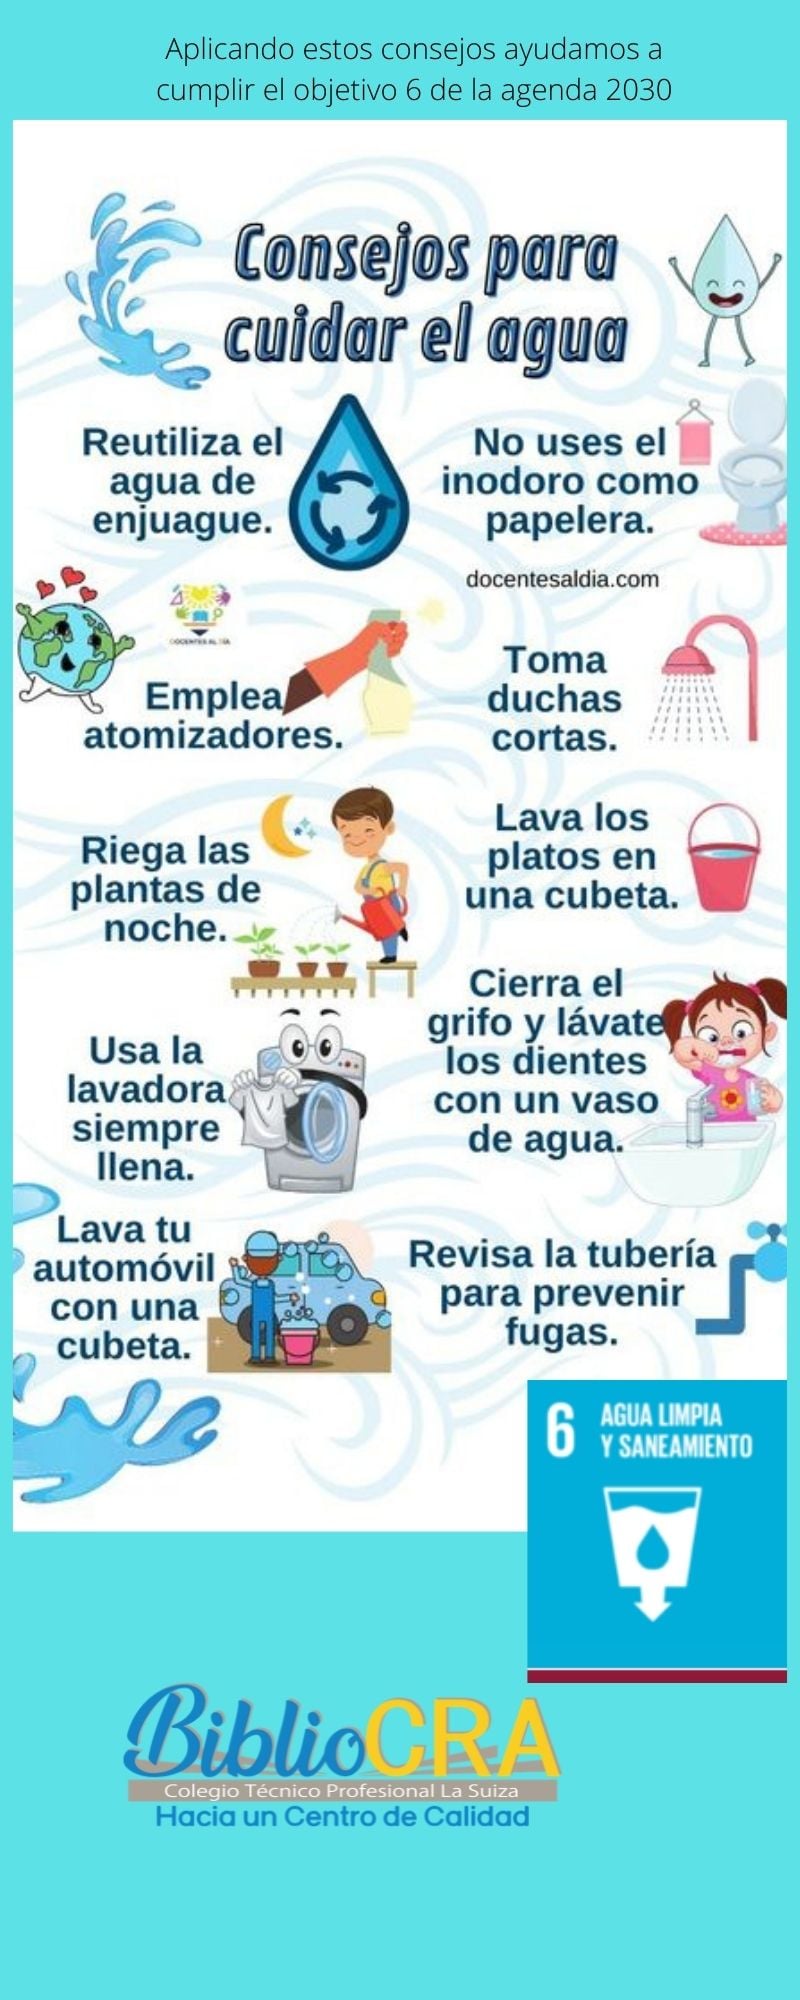 Aplicando estos consejos ayudamos a
cumplir el objetivo 6 de la agenda 2030
Consejos para
cuidar el agua
Reutiliza el
agua de
enjuague.
No uses el
inodoro como
papelera.
docentesaldia.com
DOCENTES AL DÍA
Emplea
atomizadores.
Toma
duchas
cortas.
Riega las
plantas de
noche.
Lava los
platos en
una cubeta.
Usa la
lavadora
siempre
llena.
Cierra el
grifo y lávate
los dientes
con un vaso
de agua.
Lava tu
automóvil
con una
cubeta.
Revisa la tubería
para prevenir
fugas.
6 AGUA LIMPIA
Y SANEAMIENTO
BiblioCRA
Colegio Técnico Profesional La Suiza
Hacia un Centro de Calidad